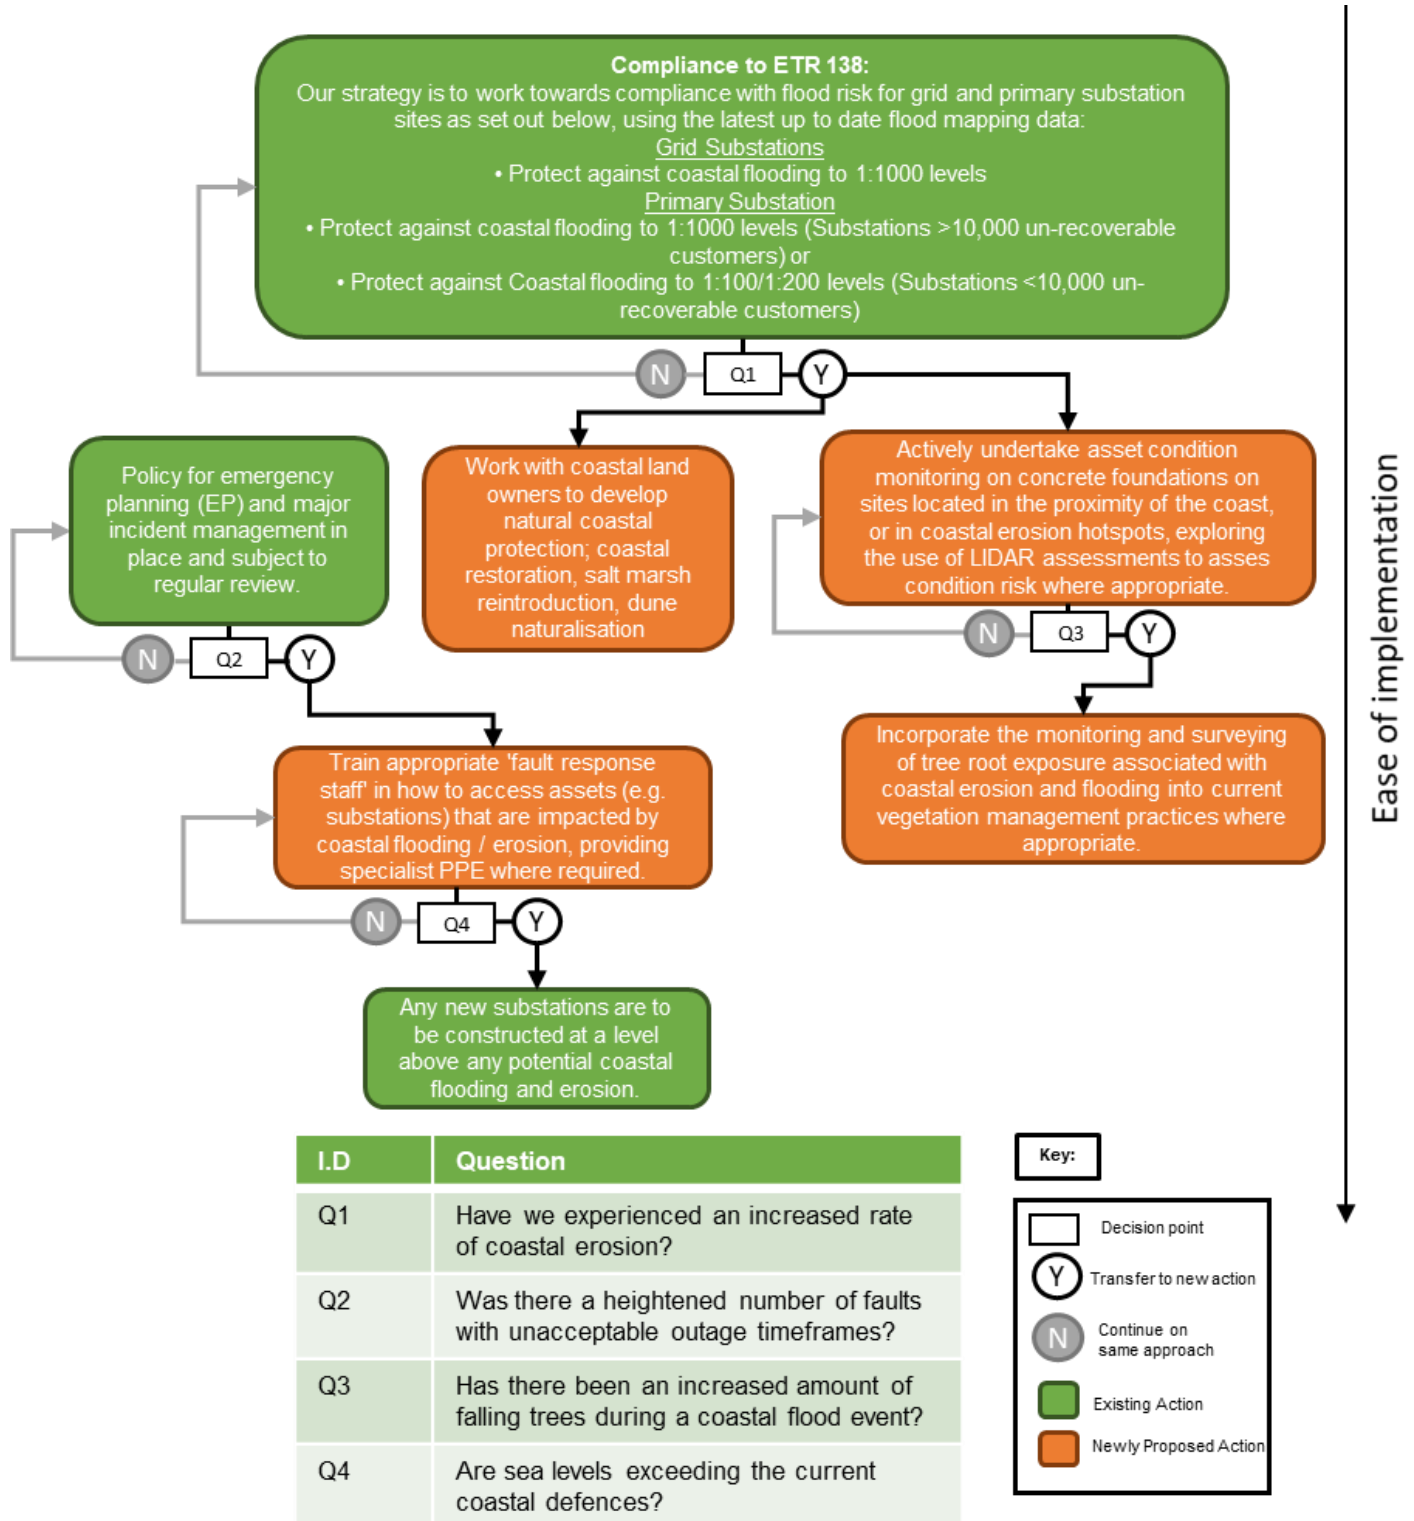 Compliance to ETR 138:
Our strategy is to work towards compliance with flood risk for grid and primary substation
sites as set out below, using the latest up to date flood mapping data:
Grid Substations
• Protect against coastal flooding to 1:1000 levels
Primary Substation
• Protect against coastal flooding to 1:1000 levels (Substations >10,000 un-recoverable
customers) or
• Protect against Coastal flooding to 1:100/1:200 levels (Substations <10,000 un-
recoverable customers)
N
Q1
Y
Policy for emergency
planning (EP) and major
incident management in
place and subject to
regular review.
N
Q2
Y
Work with coastal land
owners to develop
natural coastal
protection; coastal
restoration, salt marsh
reintroduction, dune
naturalisation
Actively undertake asset condition
monitoring on concrete foundations on
sites located in the proximity of the coast,
or in coastal erosion hotspots, exploring
the use of LIDAR assessments to asses
condition risk where appropriate.
N
Q3
Y
Incorporate the monitoring and surveying
of tree root exposure associated with
coastal erosion and flooding into current
vegetation management practices where
appropriate.
Train appropriate 'fault response
staff' in how to access assets (e.g.
substations) that are impacted by
coastal flooding / erosion, providing
specialist PPE where required.
N
Q4
Y
Any new substations are to
be constructed at a level
above any potential coastal
flooding and erosion.
Ease of implementation
I.D
Question
Q1
Have we experienced an increased rate
of coastal erosion?
Q2
Was there a heightened number of faults
with unacceptable outage timeframes?
Q3
Has there been an increased amount of
falling trees during a coastal flood event?
Q4
Are sea levels exceeding the current
coastal defences?
Key:
Decision point
Y
Transfer to new action
N
Continue on
same approach
Existing Action
Newly Proposed Action